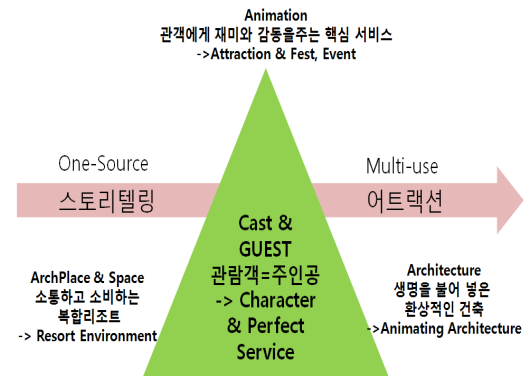 Animation
관객에게 재미와 감동을주는 핵심 서비스
->Attraction & Fest, Event
One-Source
Multi-use
스토리텔링
어트랙션
Cast &
GUEST
관람객=주인공
-> Character
& Perfect
Service
ArchPlace & Space
소통하고 소비하는
복합리조트
-> Resort Environment
Architecture
생명을 불어 넣은
환상적인 건축
->Animating Architecture